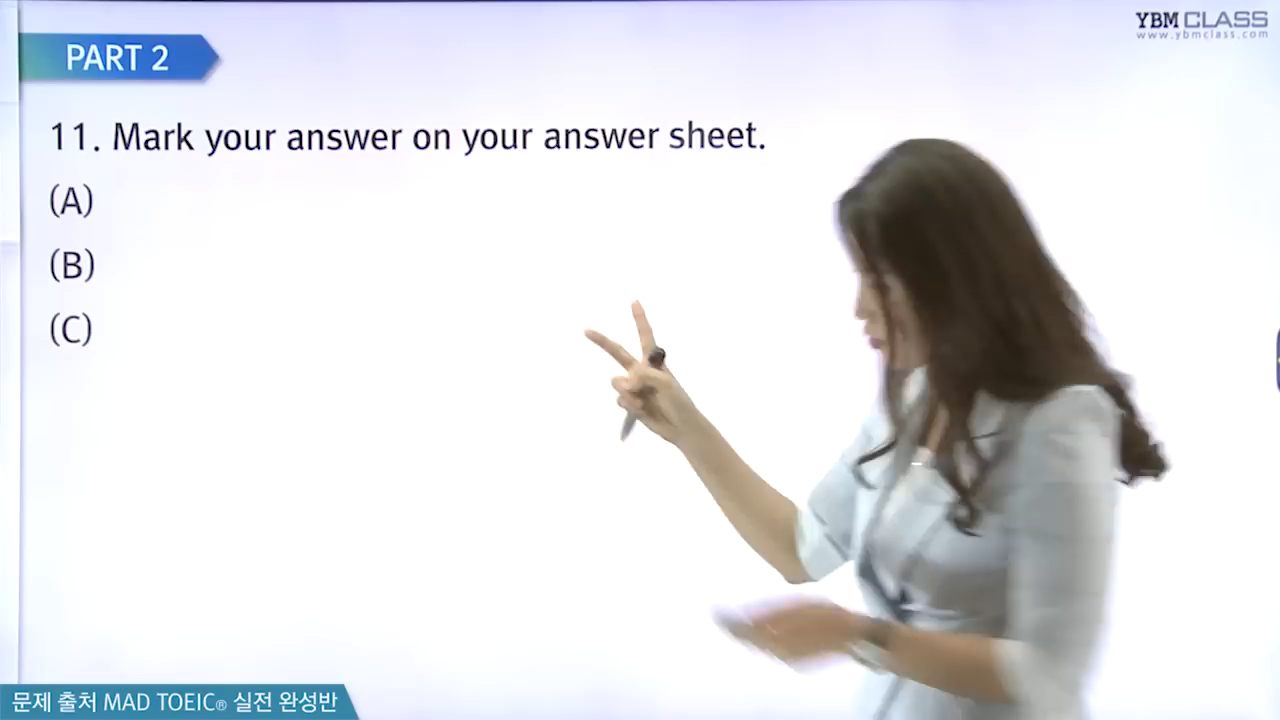 YBM CLASS
www.ybmclass.com
PART 2
11. Mark your answer on your answer sheet.
(A)
(B)
(C)
문제 출처 MAD TOEIC® 실전 완성반